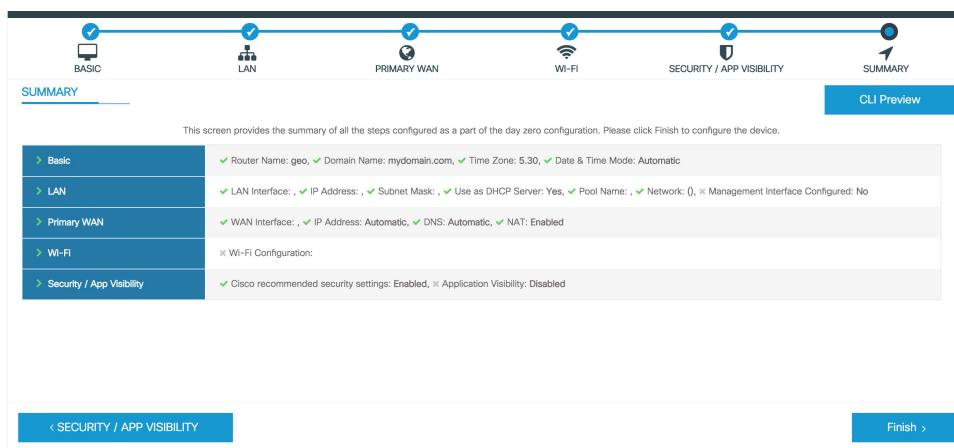 BASIC
LAN
PRIMARY WAN
WI-FI
SECURITY / APP VISIBILITY
SUMMARY
SUMMARY
CLI Preview
This screen provides the summary of all the steps configured as a part of the day zero configuration. Please click Finish to configure the device.
> Basic
✔ Router Name: geo, ✔ Domain Name: mydomain.com, ✔ Time Zone: 5.30, ✔ Date & Time Mode: Automatic
> LAN
✔ LAN Interface: , ✔ IP Address: , ✔ Subnet Mask: , ✔ Use as DHCP Server: Yes, ✔ Pool Name: , ✔ Network: (), ✖ Management Interface Configured: No
> Primary WAN
✔ WAN Interface: , ✔ IP Address: Automatic, ✔ DNS: Automatic, ✔ NAT: Enabled
> Wi-Fi
✖ Wi-Fi Configuration:
> Security / App Visibility
✔ Cisco recommended security settings: Enabled, ✖ Application Visibility: Disabled
< SECURITY / APP VISIBILITY
Finish >